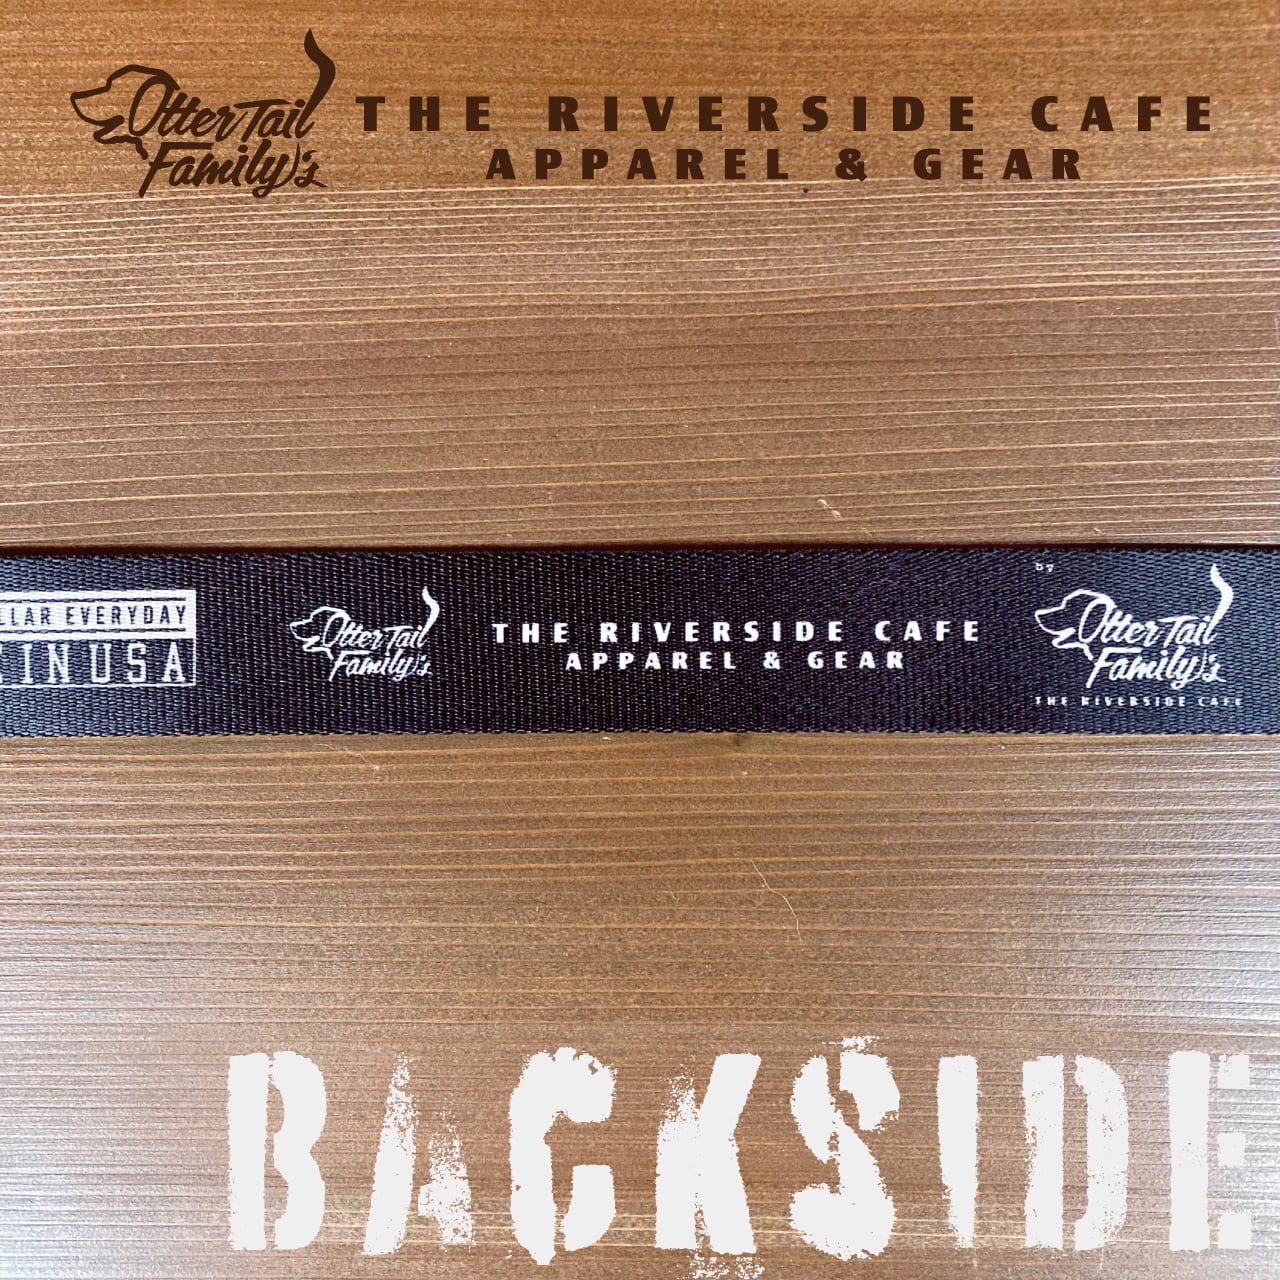 Otter Tail
Family's
THE RIVERSIDE CAFE
APPAREL & GEAR
LLAR EVERYDAY
INUSA
Otter Tail
Family's
THE RIVERSIDE CAFE
APPAREL & GEAR
by
Otter Tail
Family's
THE RIVERSIDE CAFE
BACKSIDE